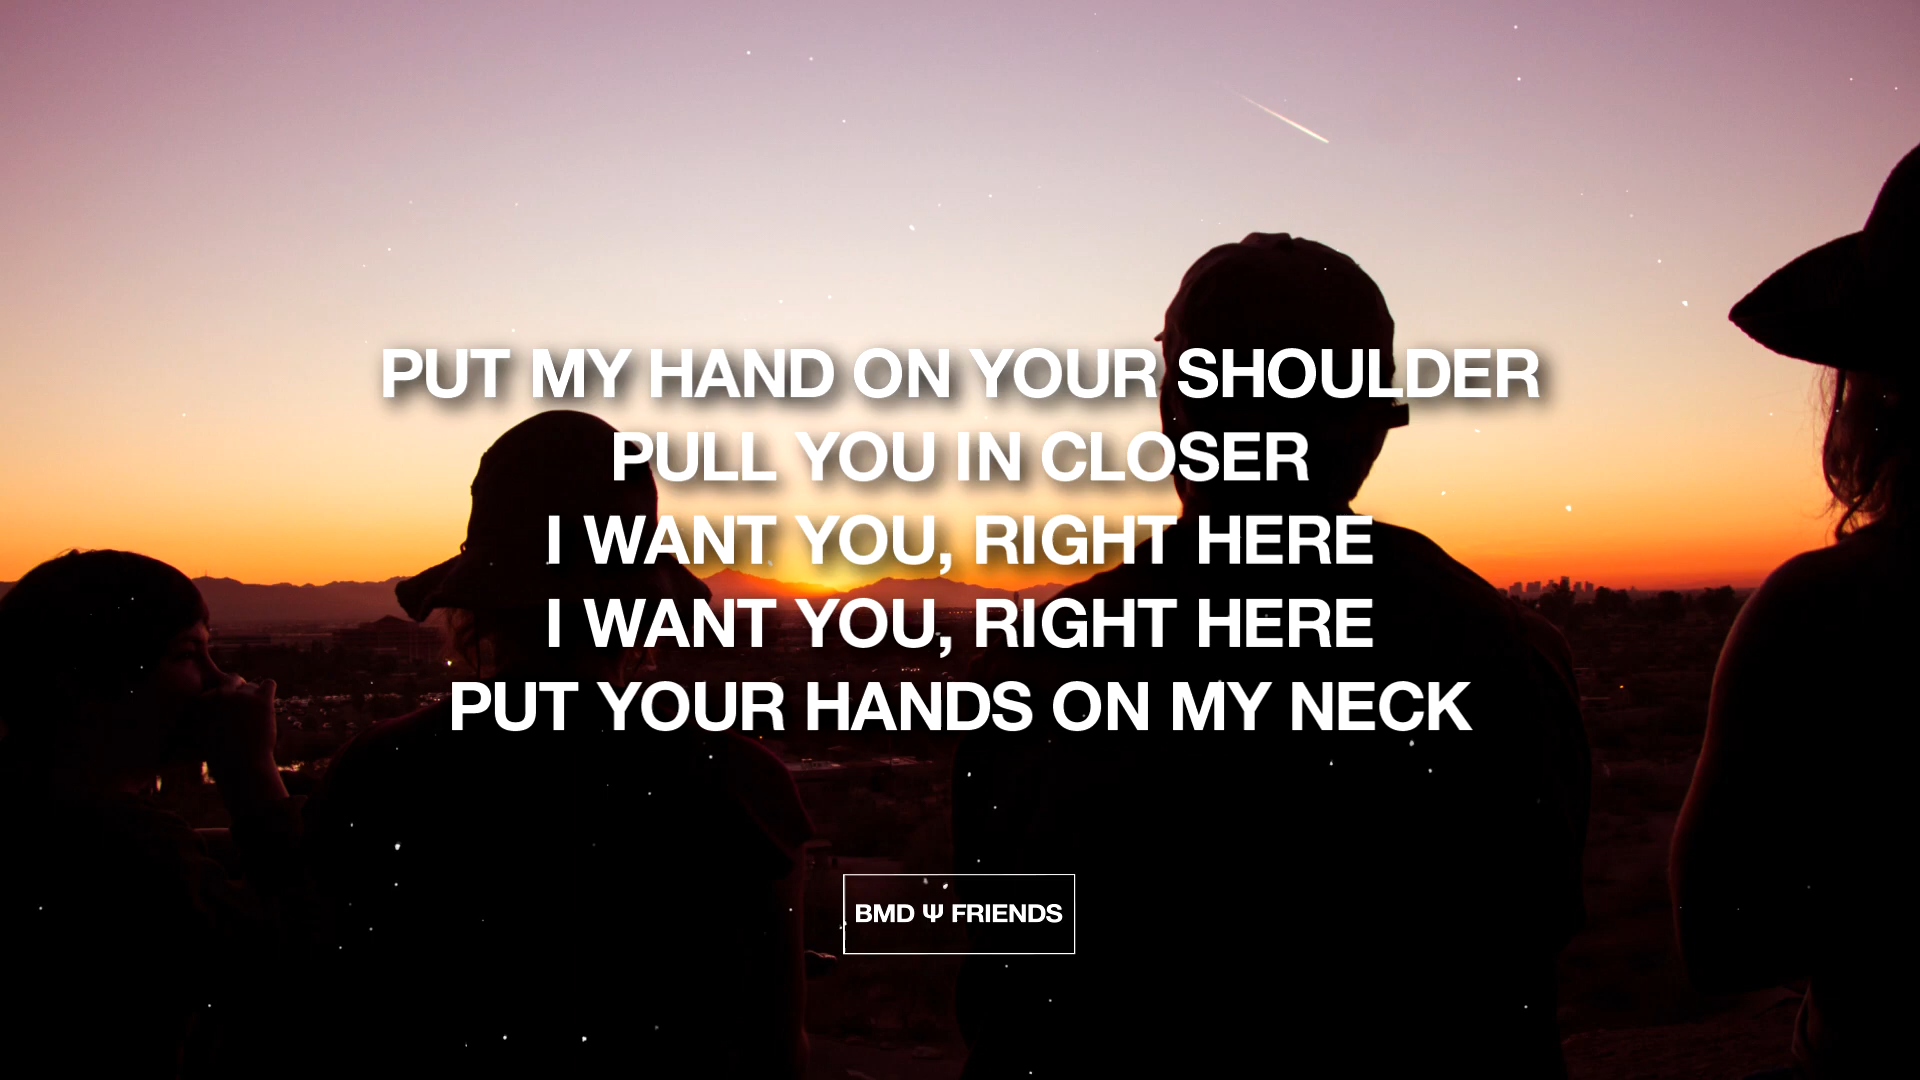 PUT MY HAND ON YOUR SHOULDER
PULL YOU IN CLOSER
I WANT YOU, RIGHT HERE
I WANT YOU, RIGHT HERE
PUT YOUR HANDS ON MY NECK
BMD Ψ FRIENDS